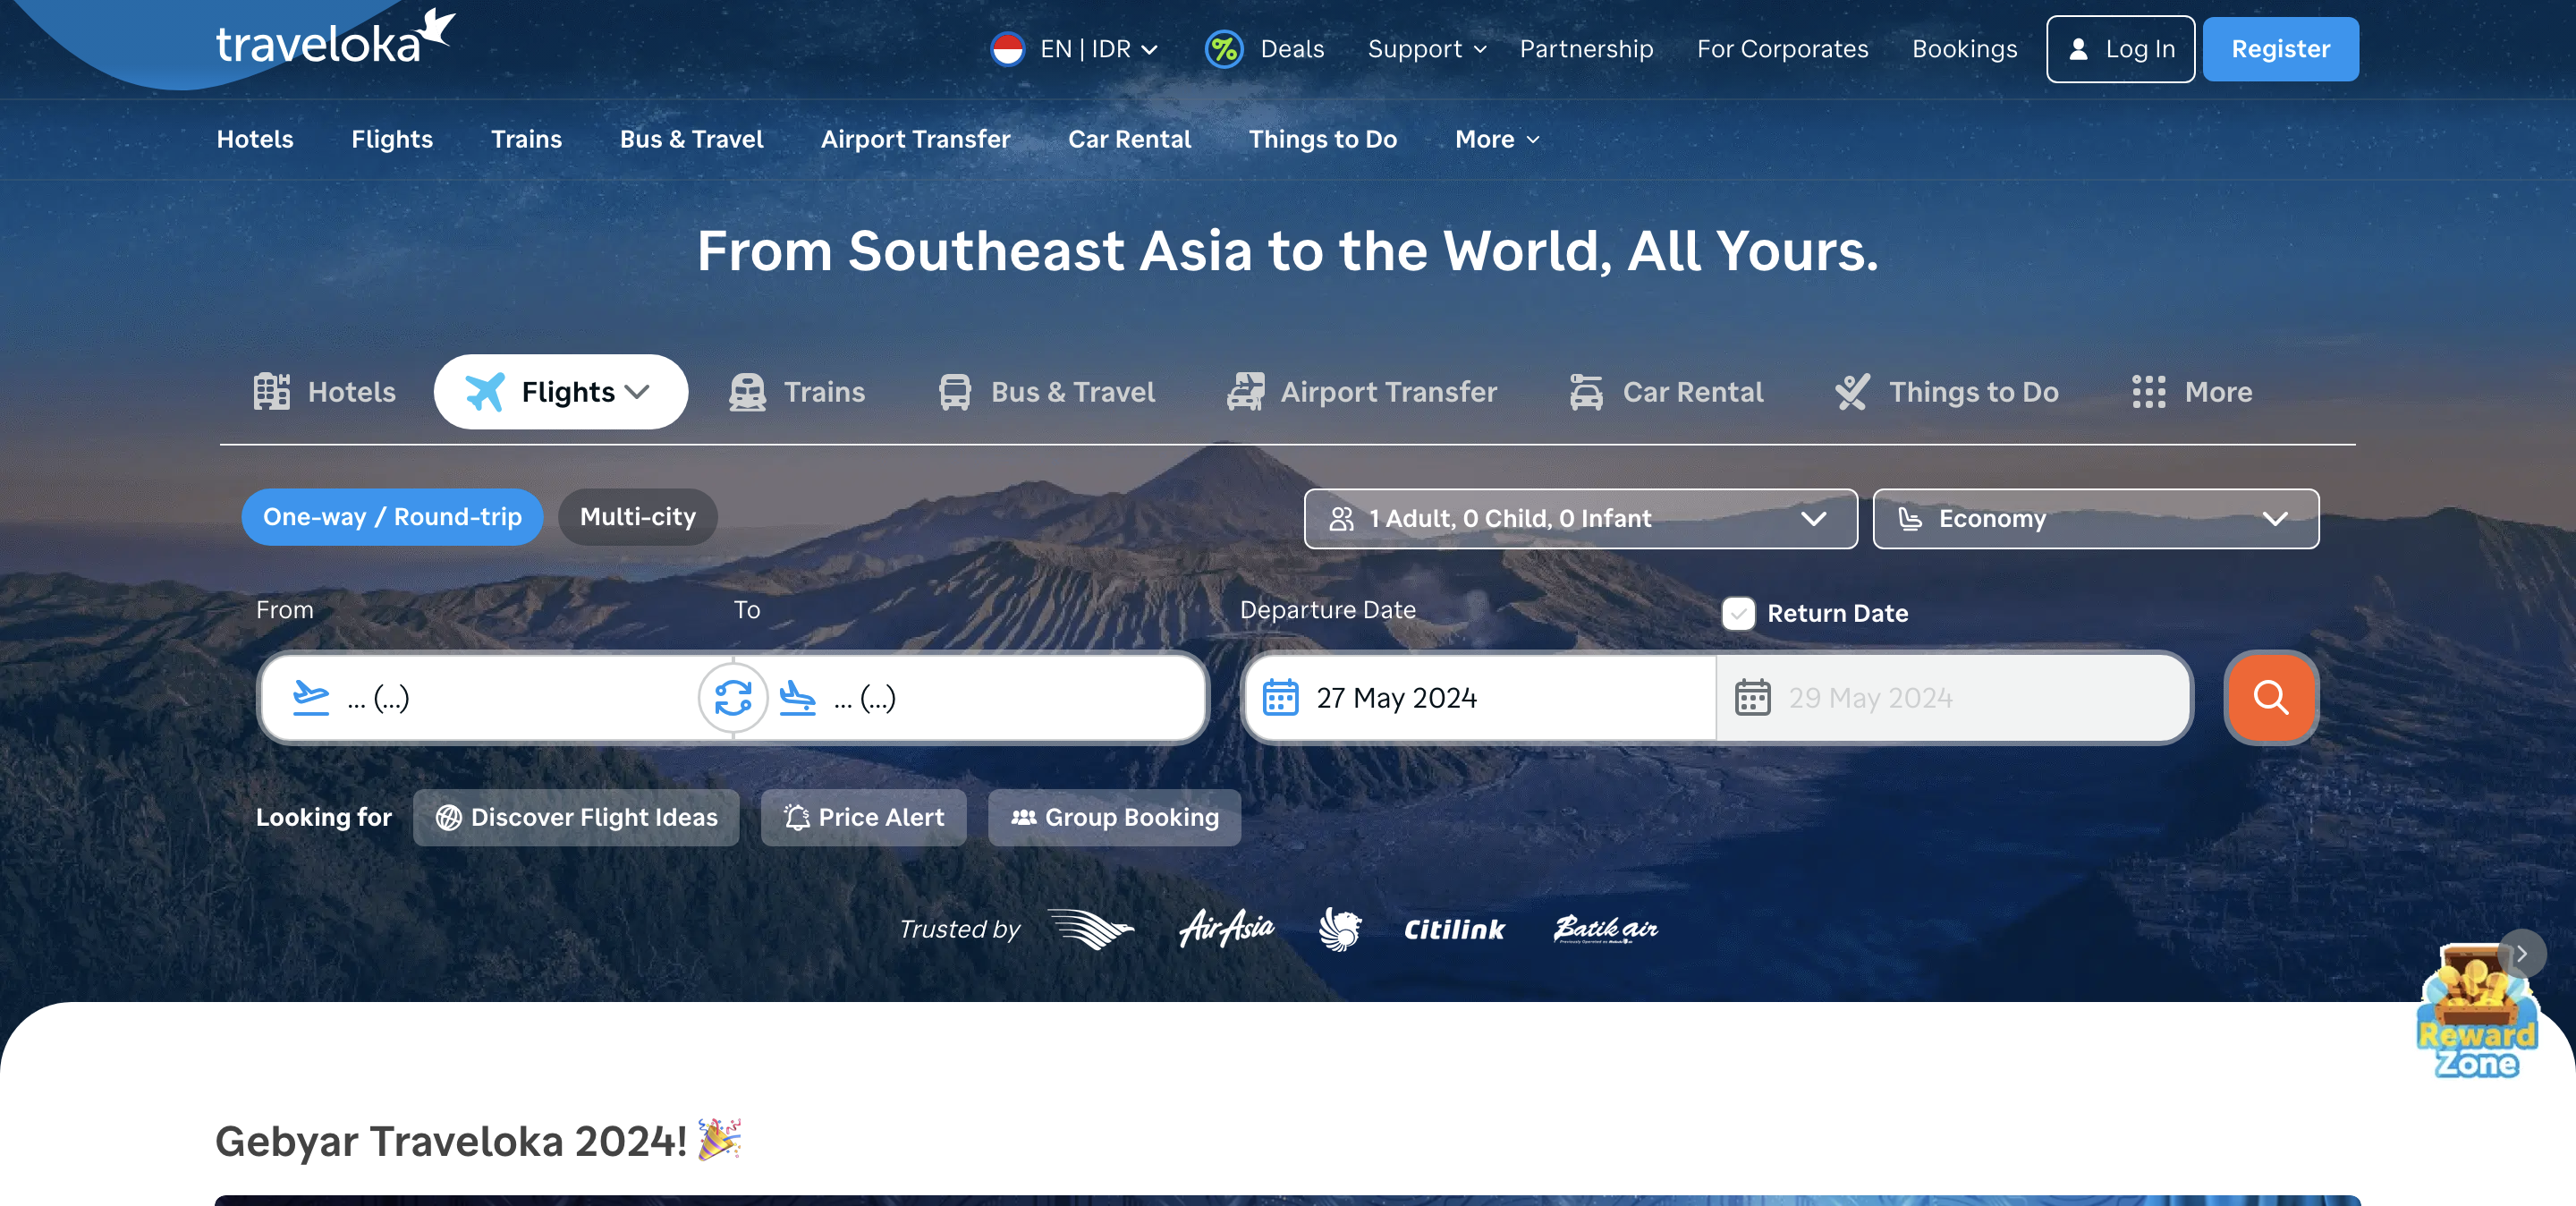 traveloka
EN | IDR
Deals
Support
Partnership
For Corporates
Bookings
Log In
Register
Hotels
Flights
Trains
Bus & Travel
Airport Transfer
Car Rental
Things to Do
More
From Southeast Asia to the World, All Yours.
Hotels
Flights
Trains
Bus & Travel
Airport Transfer
Car Rental
Things to Do
More
One-way / Round-trip
Multi-city
1 Adult, 0 Child, 0 Infant
Economy
From
To
Departure Date
Return Date
... (...)
... (...)
27 May 2024
29 May 2024
Looking for
Discover Flight Ideas
Price Alert
Group Booking
Trusted by
AirAsia
Citilink
Batik air
Reward
Zone
Gebyar Traveloka 2024!